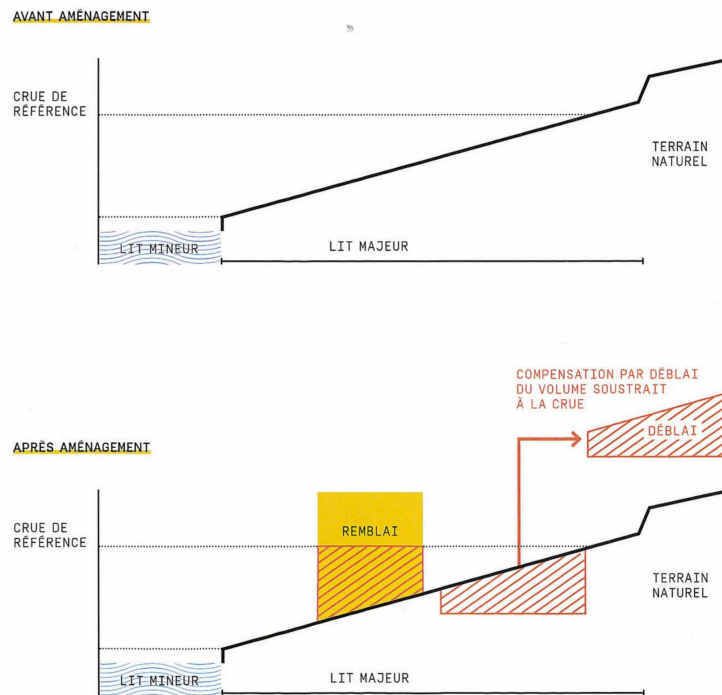 AVANT AMÉNAGEMENT
CRUE DE
RÉFÉRENCE
TERRAIN
NATUREL
LIT MINEUR
LIT MAJEUR
COMPENSATION PAR DÉBLAI
DU VOLUME SOUSTRAIT
À LA CRUE
DÉBLAI
APRÈS AMÉNAGEMENT
CRUE DE
RÉFÉRENCE
REMBLAI
TERRAIN
NATUREL
LIT MINEUR
LIT MAJEUR